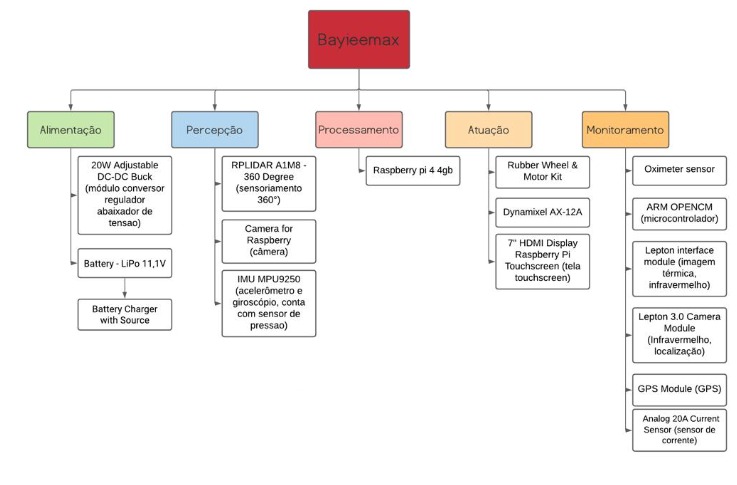 Bayieemax
Alimentação
Percepção
Processamento
Atuação
Monitoramento
20W Adjustable
DC-DC Buck
(módulo conversor
regulador
abaixador de
tensao)
Battery - LiPo 11,1V
Battery Charger
with Source
RPLIDAR A1M8 -
360 Degree
(sensoriamento
360°)
Camera for
Raspberry
(câmera)
IMU MPU9250
(acelerômetro e
giroscópio, conta
com sensor de
pressao)
Raspberry pi 4 4gb
Rubber Wheel &
Motor Kit
Dynamixel AX-12A
7" HDMI Display
Raspberry Pi
Touchscreen (tela
touchscreen)
Oximeter sensor
ARM OPENCM
(microcontrolador)
Lepton interface
module (imagem
térmica,
infravermelho)
Lepton 3.0 Camera
Module
(Infravermelho,
localização)
GPS Module (GPS)
Analog 20A Current
Sensor (sensor de
corrente)